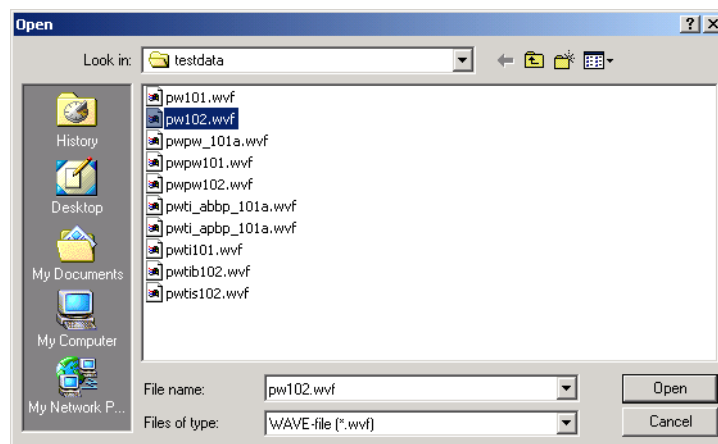 Open
Look in: testdata
History
Desktop
My Documents
My Computer
My Network P...
pw101.wvf
pw102.wvf
pwpw_101a.wvf
pwpw101.wvf
pwpw102.wvf
pwti_abbp_101a.wvf
pwti_apbp_101a.wvf
pwti101.wvf
pwtib102.wvf
pwtis102.wvf
File name: pw102.wvf Open
Files of type: WAVE-file (*.wvf) Cancel